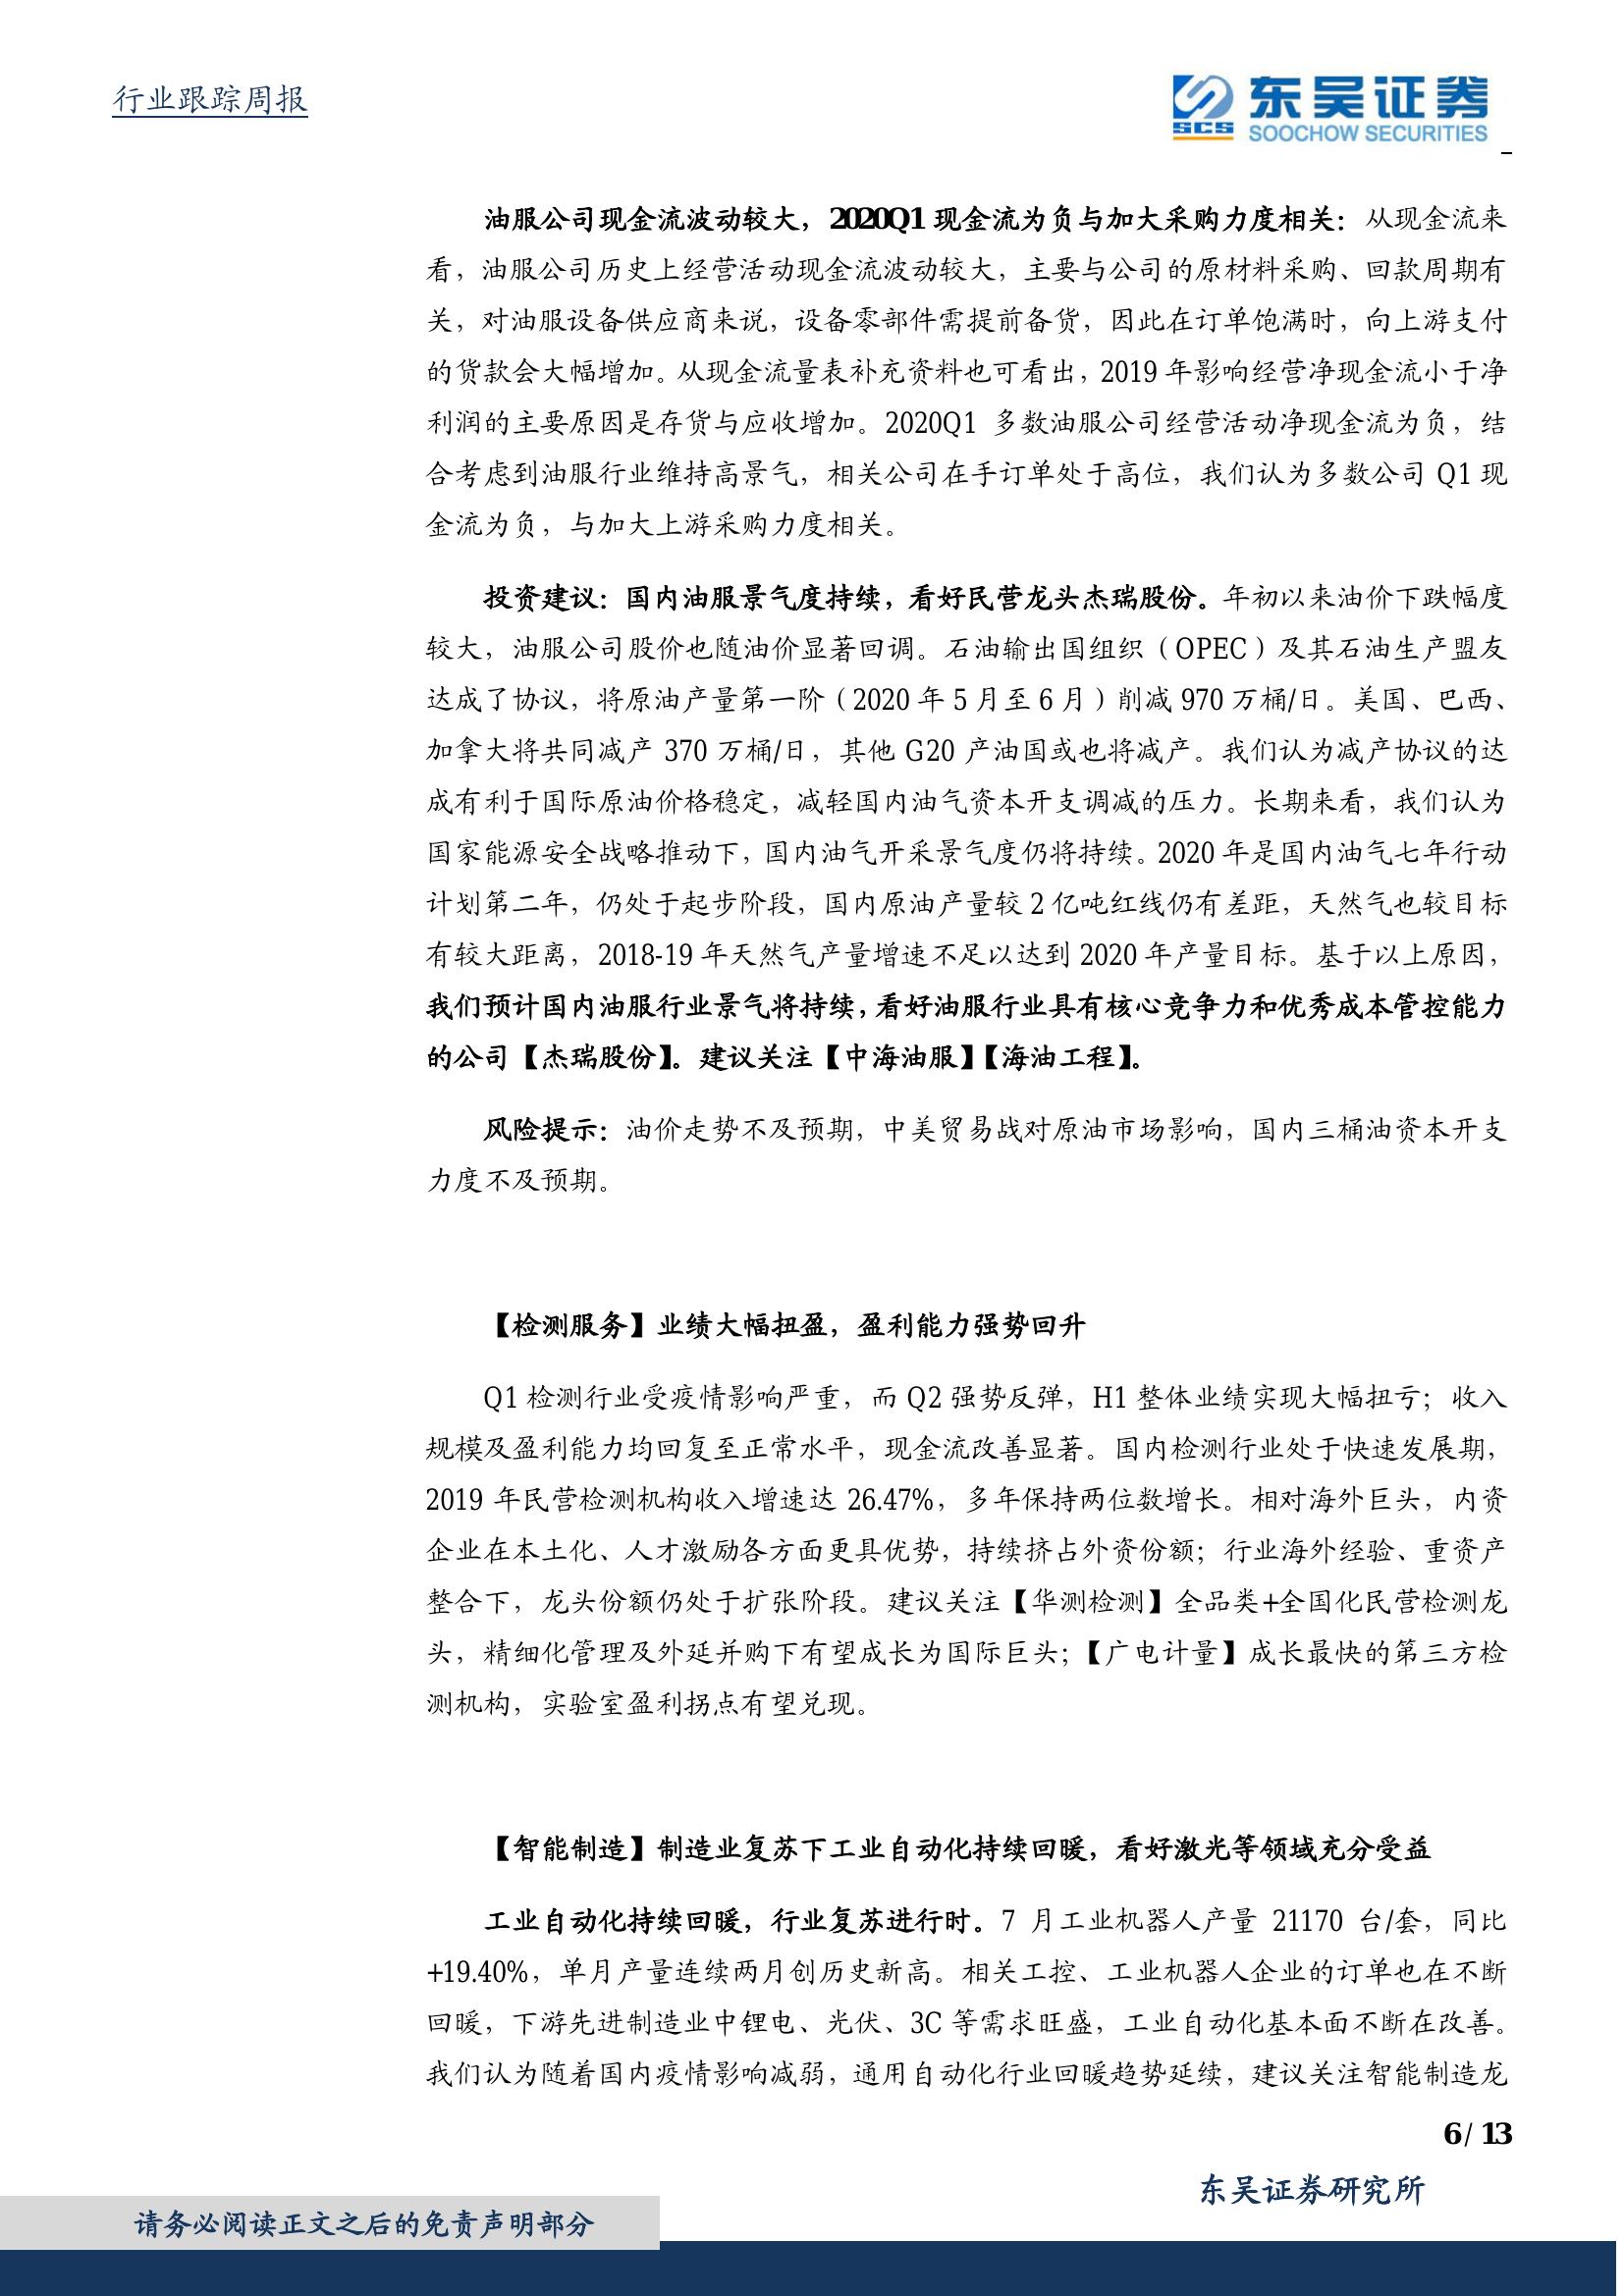 行业跟踪周报
SCS
东吴证券
SOOCHOW SECURITIES
油服公司现金流波动较大，2020Q1 现金流为负与加大采购力度相关：从现金流来
看，油服公司历史上经营活动现金流波动较大，主要与公司的原材料采购、回款周期有
关，对油服设备供应商来说，设备零部件需提前备货，因此在订单饱满时，向上游支付
的货款会大幅增加。从现金流量表补充资料也可看出，2019 年影响经营净现金流小于净
利润的主要原因是存货与应收增加。2020Q1 多数油服公司经营活动净现金流为负，结
合考虑到油服行业维持高景气，相关公司在手订单处于高位，我们认为多数公司 Q1 现
金流为负，与加大上游采购力度相关。
投资建议：国内油服景气度持续，看好民营龙头杰瑞股份。年初以来油价下跌幅度
较大，油服公司股价也随油价显著回调。石油输出国组织（OPEC）及其石油生产盟友
达成了协议，将原油产量第一阶（2020 年 5 月至 6 月）削减 970 万桶/日。美国、巴西、
加拿大将共同减产 370 万桶/日，其他 G20 产油国或也将减产。我们认为减产协议的达
成有利于国际原油价格稳定，减轻国内油气资本开支调减的压力。长期来看，我们认为
国家能源安全战略推动下，国内油气开采景气度仍将持续。2020 年是国内油气七年行动
计划第二年，仍处于起步阶段，国内原油产量较 2 亿吨红线仍有差距，天然气也较目标
有较大距离，2018-19 年天然气产量增速不足以达到 2020 年产量目标。基于以上原因，
我们预计国内油服行业景气将持续，看好油服行业具有核心竞争力和优秀成本管控能力
的公司【杰瑞股份】。建议关注【中海油服】【海油工程】。
风险提示：油价走势不及预期，中美贸易战对原油市场影响，国内三桶油资本开支
力度不及预期。
【检测服务】业绩大幅扭盈，盈利能力强势回升
Q1 检测行业受疫情影响严重，而 Q2 强势反弹，H1 整体业绩实现大幅扭亏；收入
规模及盈利能力均回复至正常水平，现金流改善显著。国内检测行业处于快速发展期，
2019 年民营检测机构收入增速达 26.47%，多年保持两位数增长。相对海外巨头，内资
企业在本土化、人才激励各方面更具优势，持续挤占外资份额；行业海外经验、重资产
整合下，龙头份额仍处于扩张阶段。建议关注【华测检测】全品类+全国化民营检测龙
头，精细化管理及外延并购下有望成长为国际巨头；【广电计量】成长最快的第三方检
测机构，实验室盈利拐点有望兑现。
【智能制造】制造业复苏下工业自动化持续回暖，看好激光等领域充分受益
工业自动化持续回暖，行业复苏进行时。7 月工业机器人产量 21170 台/套，同比
+19.40%，单月产量连续两月创历史新高。相关工控、工业机器人企业的订单也在不断
回暖，下游先进制造业中锂电、光伏、3C 等需求旺盛，工业自动化基本面不断在改善。
我们认为随着国内疫情影响减弱，通用自动化行业回暖趋势延续，建议关注智能制造龙
6 / 13
东吴证券研究所
请务必阅读正文之后的免责声明部分